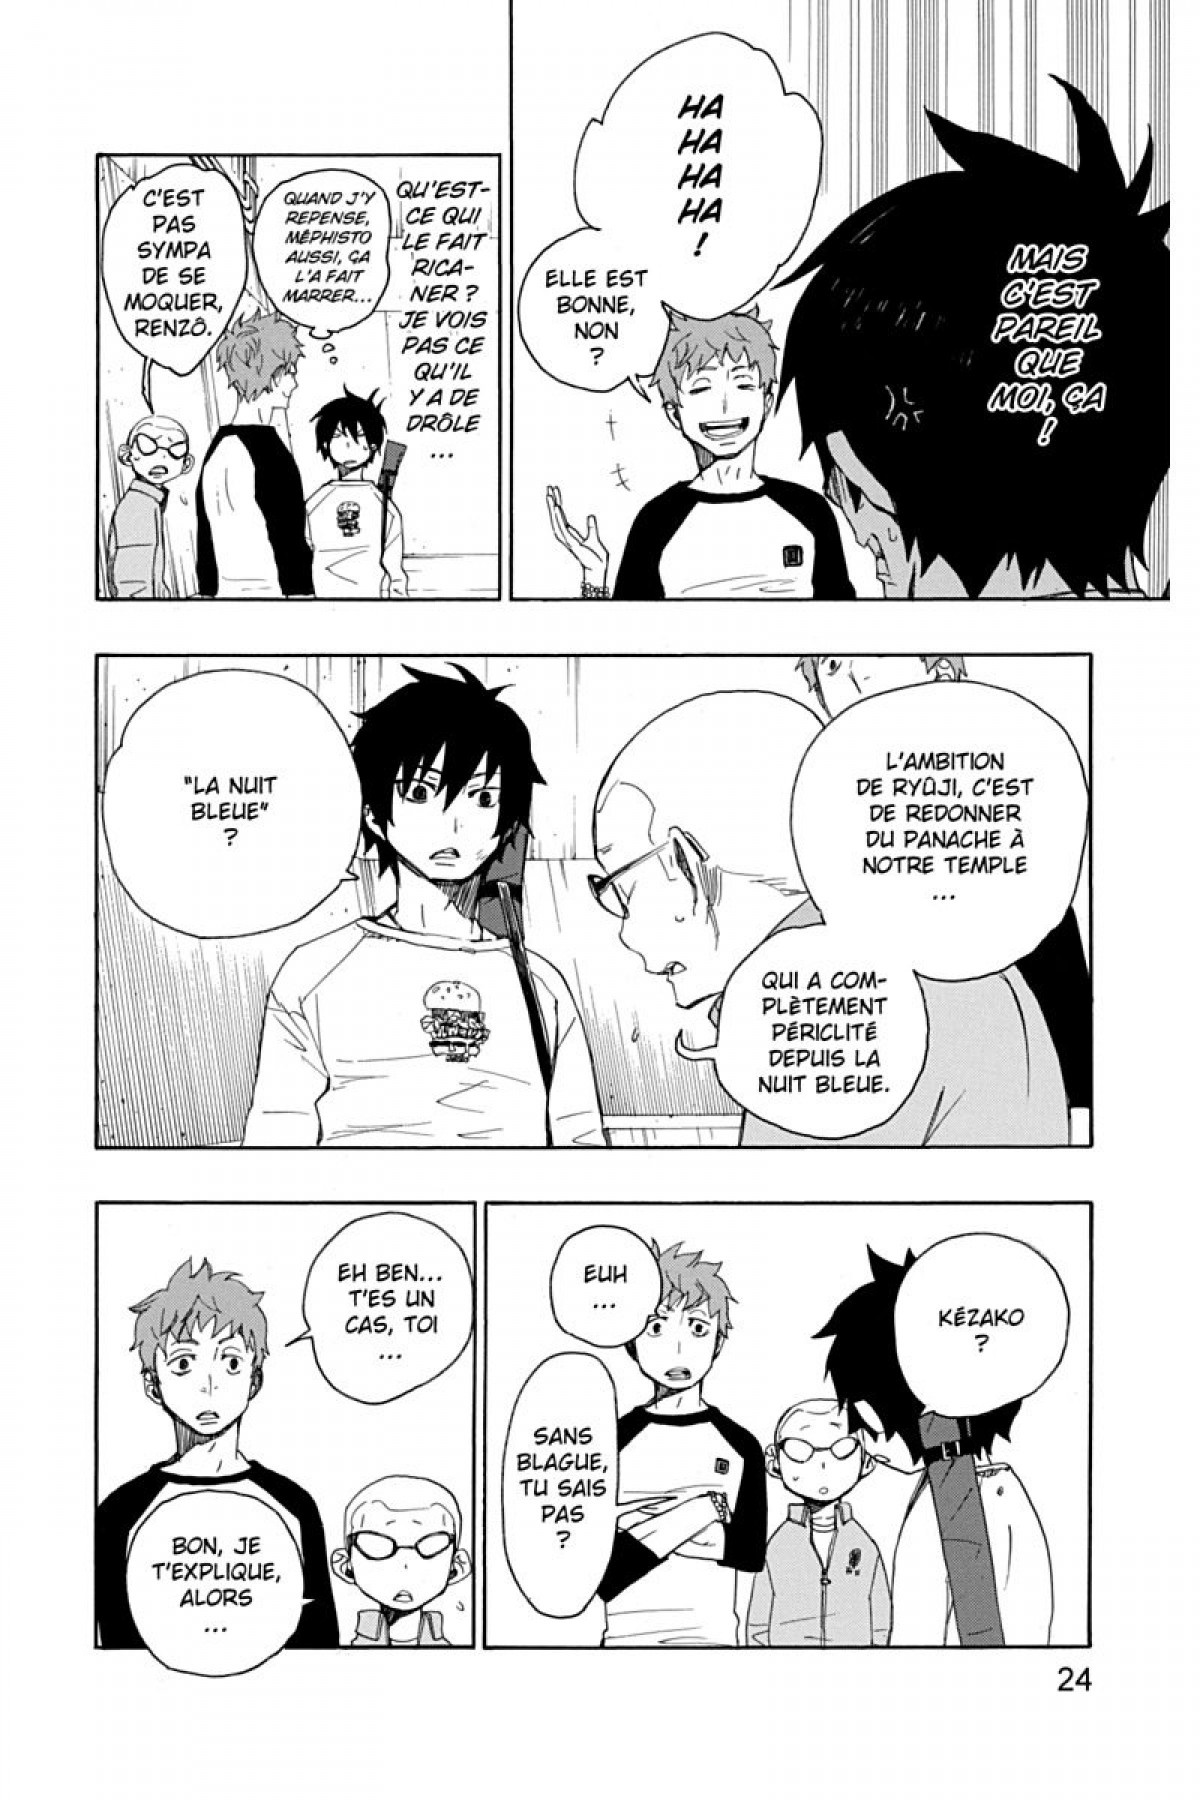 MAIS
C'EST
PAREIL
QUE
MOI, ÇA
!
HA
HA
HA
HA
!
ELLE EST
BONNE,
NON
?
QU'EST-
CE QUI
LE FAIT
RICA-
NER ?
JE VOIS
PAS CE
QU'IL
Y A DE
DRÔLE
...
QUAND J'Y
REPENSE,
MÉPHISTO
AUSSI, ÇA
L'A FAIT
MARRER...
C'EST
PAS
SYMPA
DE SE
MOQUER,
RENZÔ.
L'AMBITION
DE RYÛJI, C'EST
DE REDONNER
DU PANACHE À
NOTRE TEMPLE
...
QUI A COM-
PLÈTEMENT
PÉRICLITÉ
DEPUIS LA
NUIT BLEUE.
"LA NUIT
BLEUE"
?
KÉZAKO
?
EUH
...
SANS
BLAGUE,
TU SAIS
PAS
?
EH BEN...
T'ES UN
CAS, TOI
...
BON, JE
T'EXPLIQUE,
ALORS
...
24